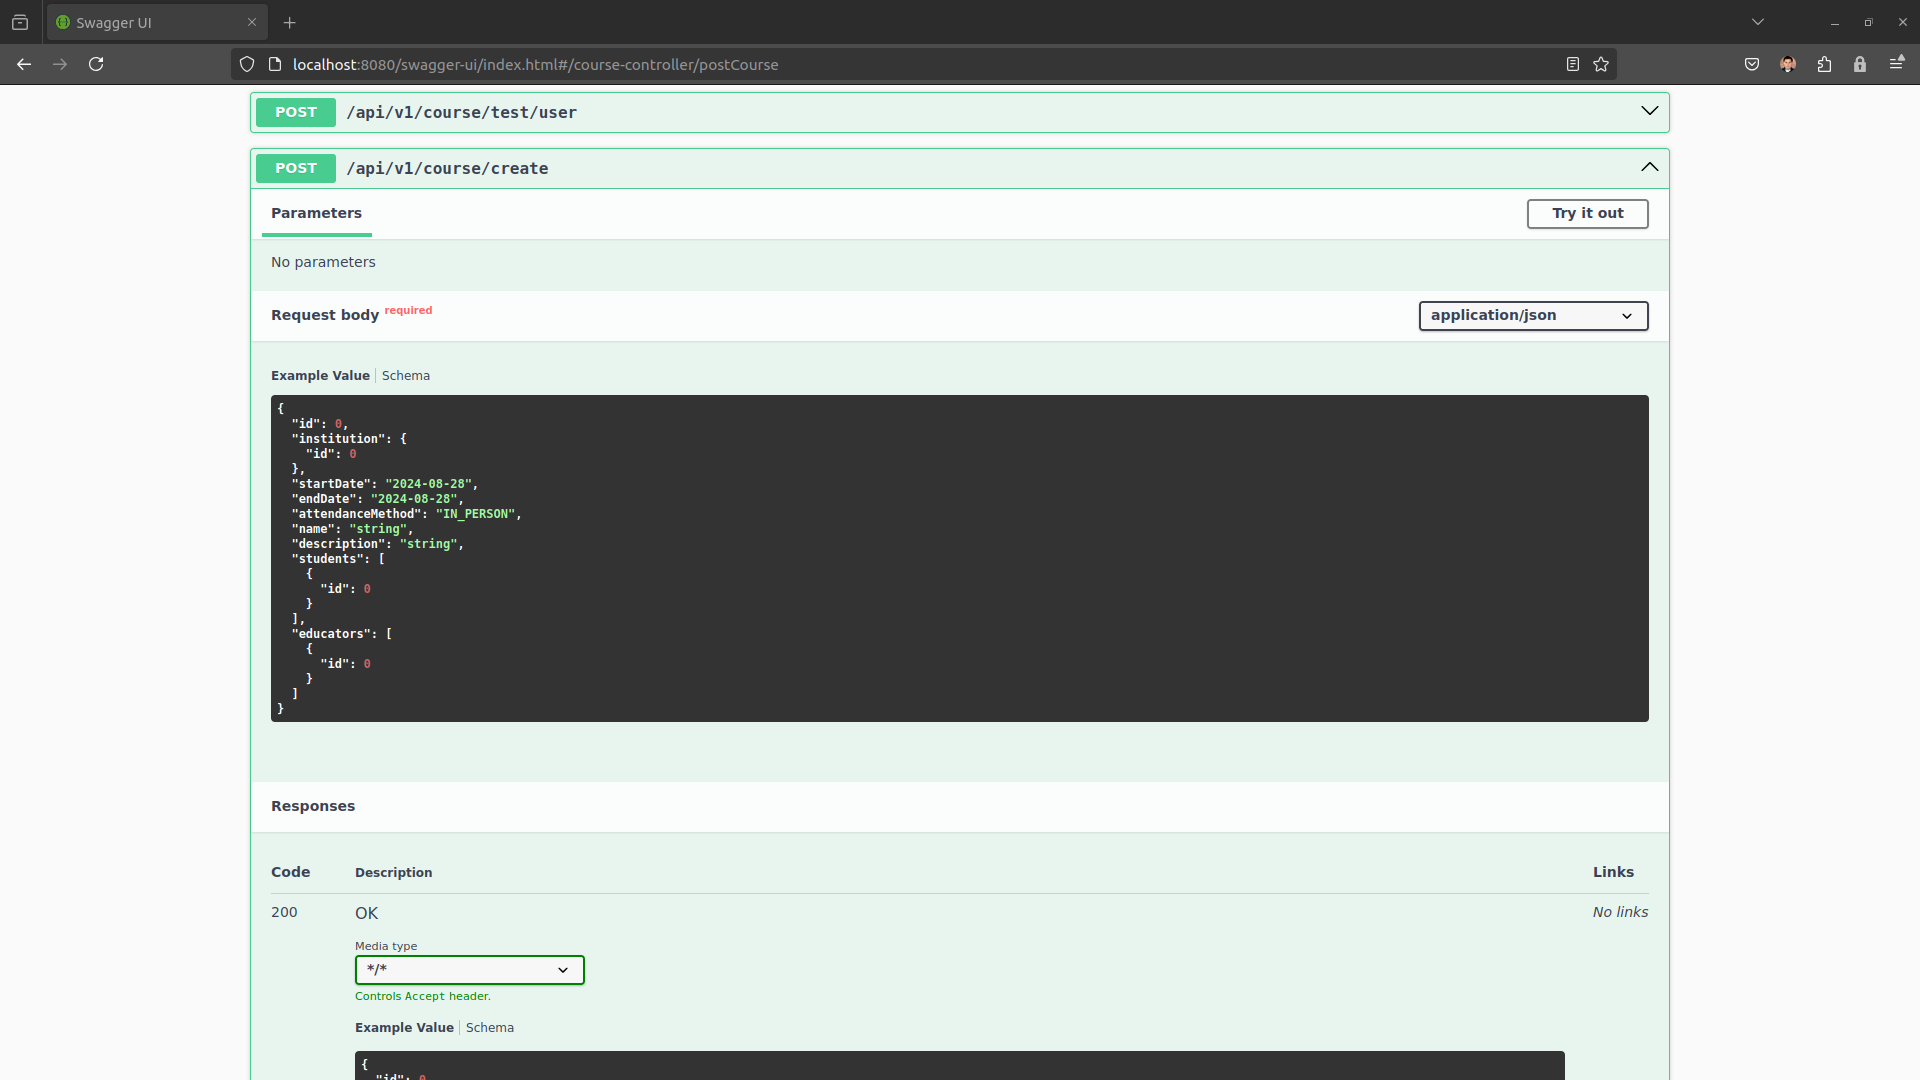 Swagger UI
localhost:8080/swagger-ui/index.html#/course-controller/postCourse
POST /api/v1/course/test/user
POST /api/v1/course/create
Parameters
Try it out
No parameters
Request body required
application/json
Example Value Schema
{
  "id": 0,
  "institution": {
    "id": 0
  },
  "startDate": "2024-08-28",
  "endDate": "2024-08-28",
  "attendanceMethod": "IN_PERSON",
  "name": "string",
  "description": "string",
  "students": [
    {
      "id": 0
    }
  ],
  "educators": [
    {
      "id": 0
    }
  ]
}
Responses
Code Description Links
200 OK No links
Media type
*/*
Controls Accept header.
Example Value Schema
{
  "id": 0